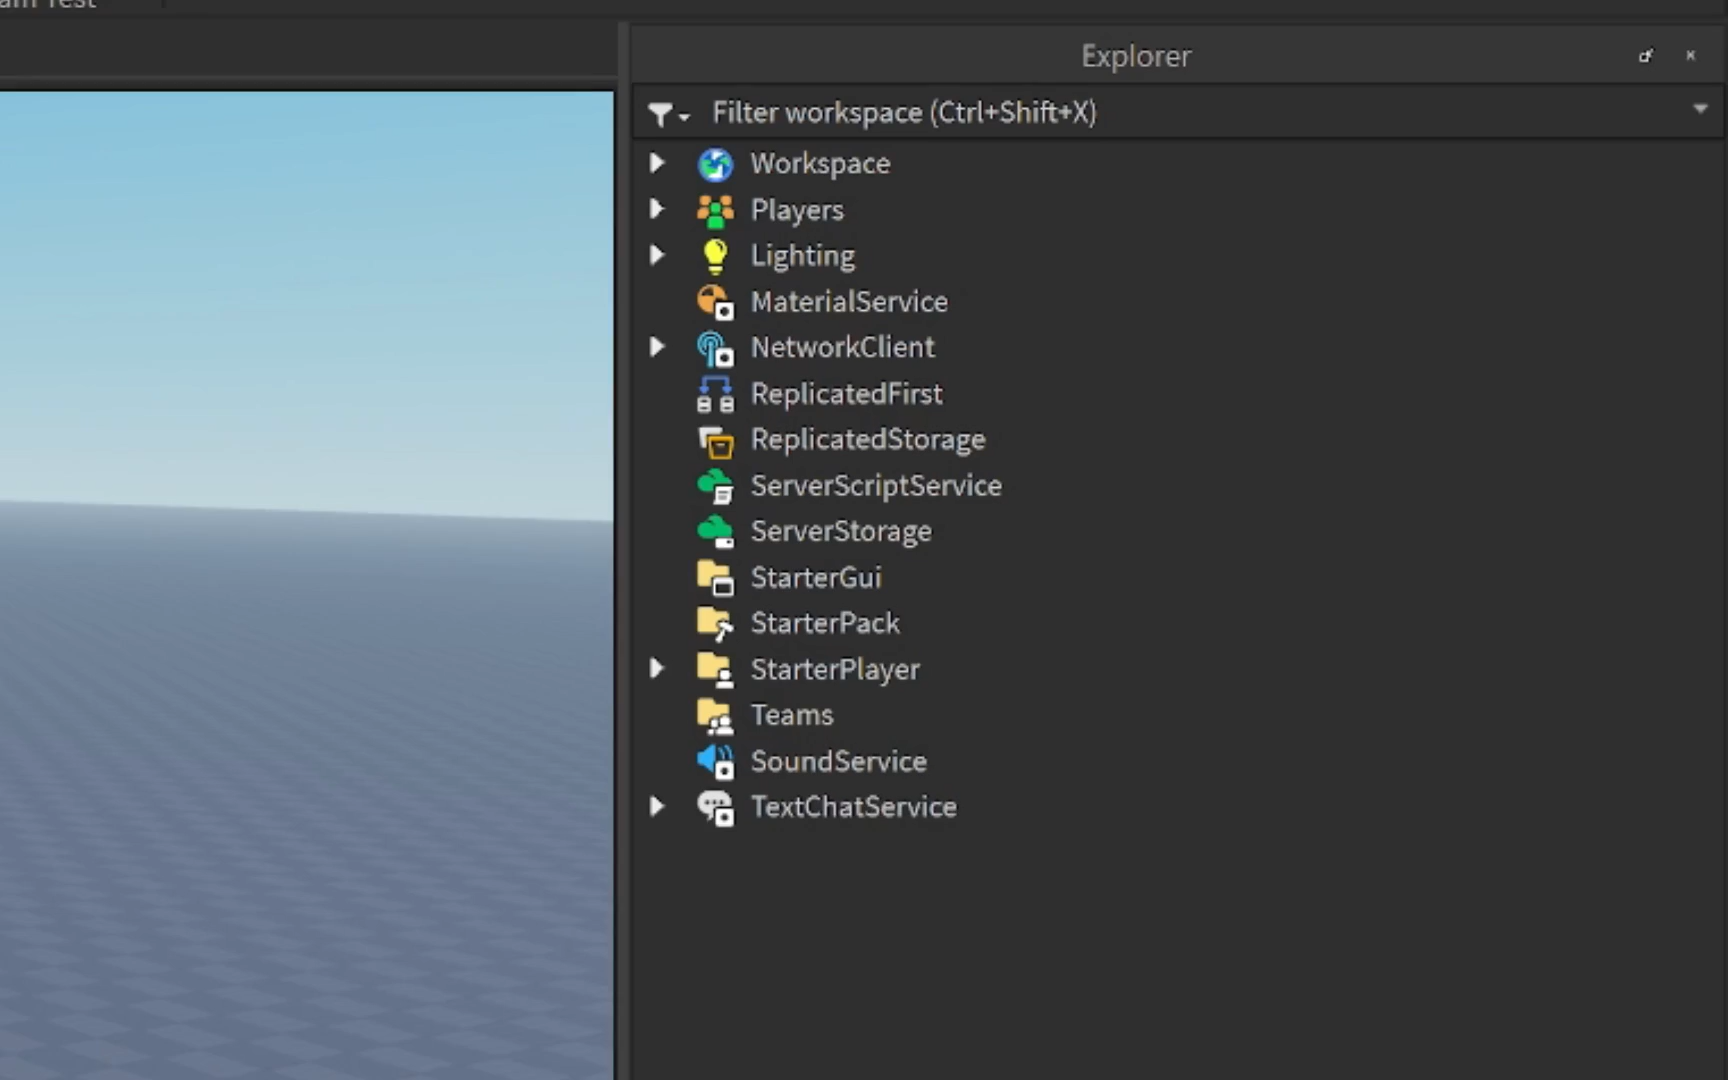 Test
Explorer
Filter workspace (Ctrl+Shift+X)
Workspace
Players
Lighting
MaterialService
NetworkClient
ReplicatedFirst
ReplicatedStorage
ServerScriptService
ServerStorage
StarterGui
StarterPack
StarterPlayer
Teams
SoundService
TextChatService